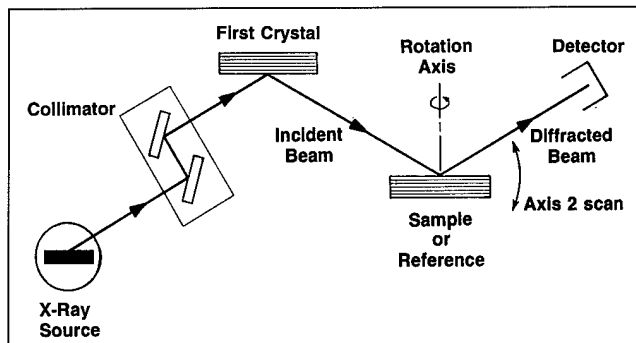 First Crystal
Rotation
Axis
Detector
Collimator
Incident
Beam
Diffracted
Beam
Axis 2 scan
Sample
or
Reference
X-Ray
Source